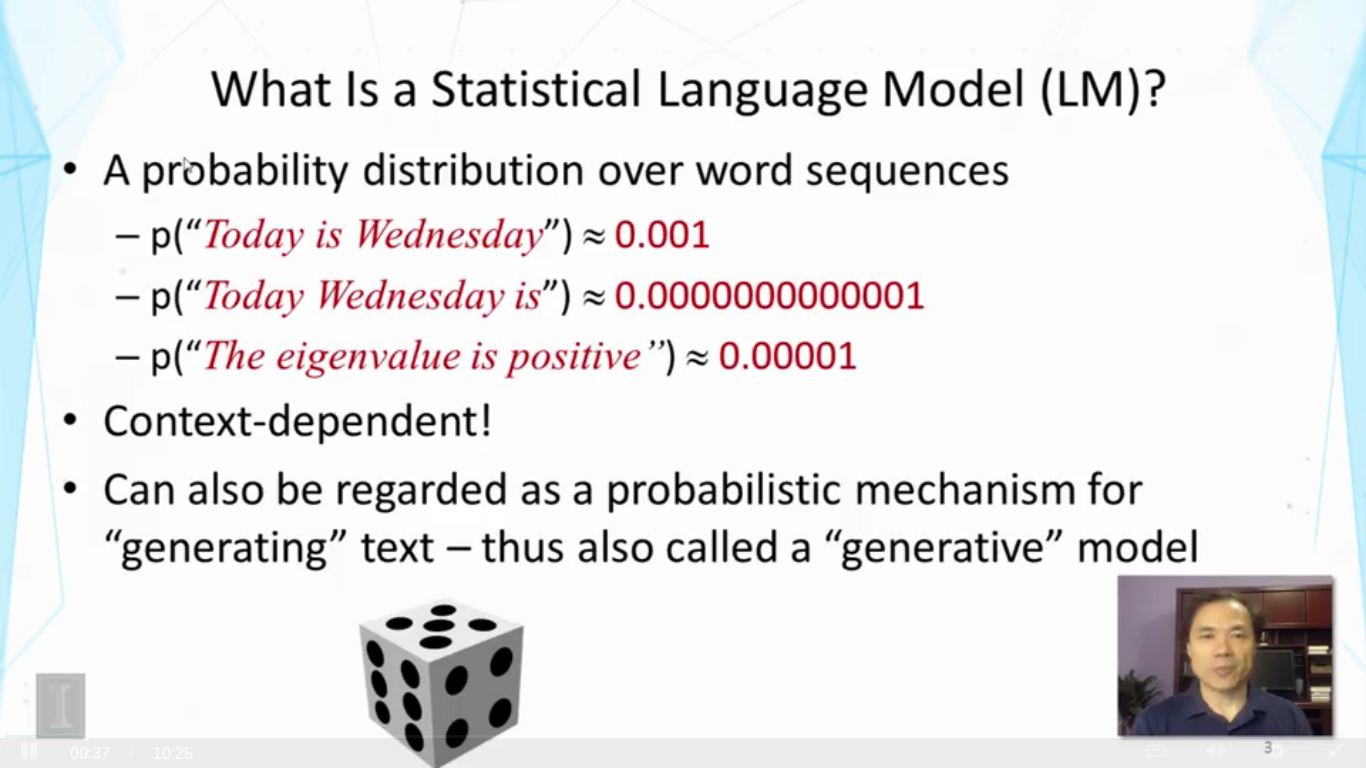 What Is a Statistical Language Model (LM)?
• A probability distribution over word sequences
– p(“Today is Wednesday”) ≈ 0.001
– p(“Today Wednesday is”) ≈ 0.0000000000001
– p(“The eigenvalue is positive”) ≈ 0.00001
• Context-dependent!
• Can also be regarded as a probabilistic mechanism for
“generating” text – thus also called a “generative” model
I
00:37 / 10:25
3